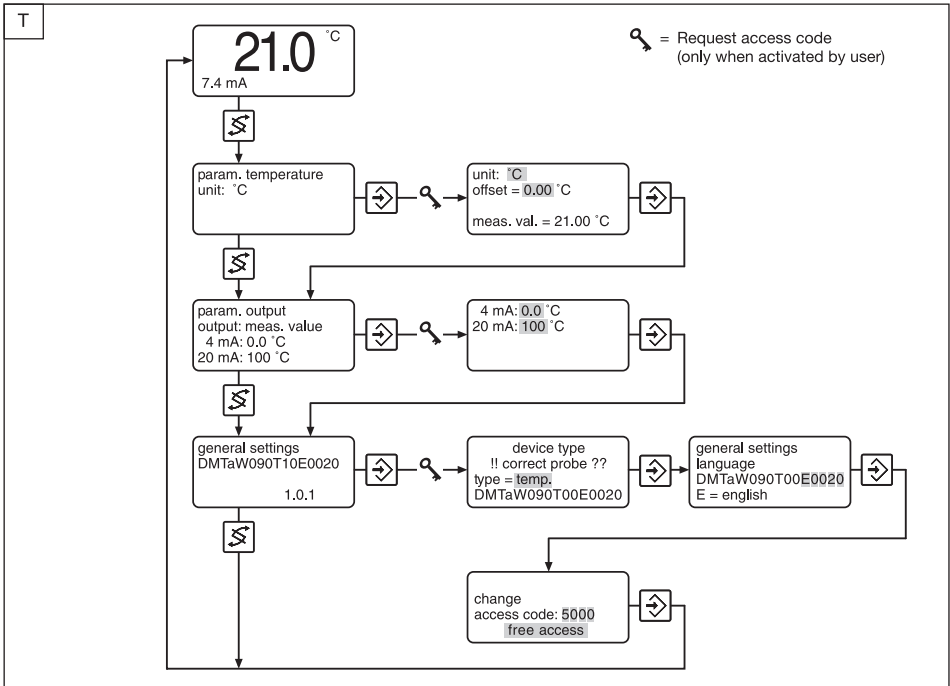 T
21.0 °C
7.4 mA
= Request access code
(only when activated by user)
param. temperature
unit: °C
unit: °C
offset = 0.00 °C
meas. val. = 21.00 °C
param. output
output: meas. value
4 mA: 0.0 °C
20 mA: 100 °C
4 mA: 0.0 °C
20 mA: 100 °C
general settings
DMTaW090T10E0020
1.0.1
device type
!! correct probe ??
type = temp.
DMTaW090T00E0020
general settings
language
DMTaW090T00E0020
E = english
change
access code: 5000
free access